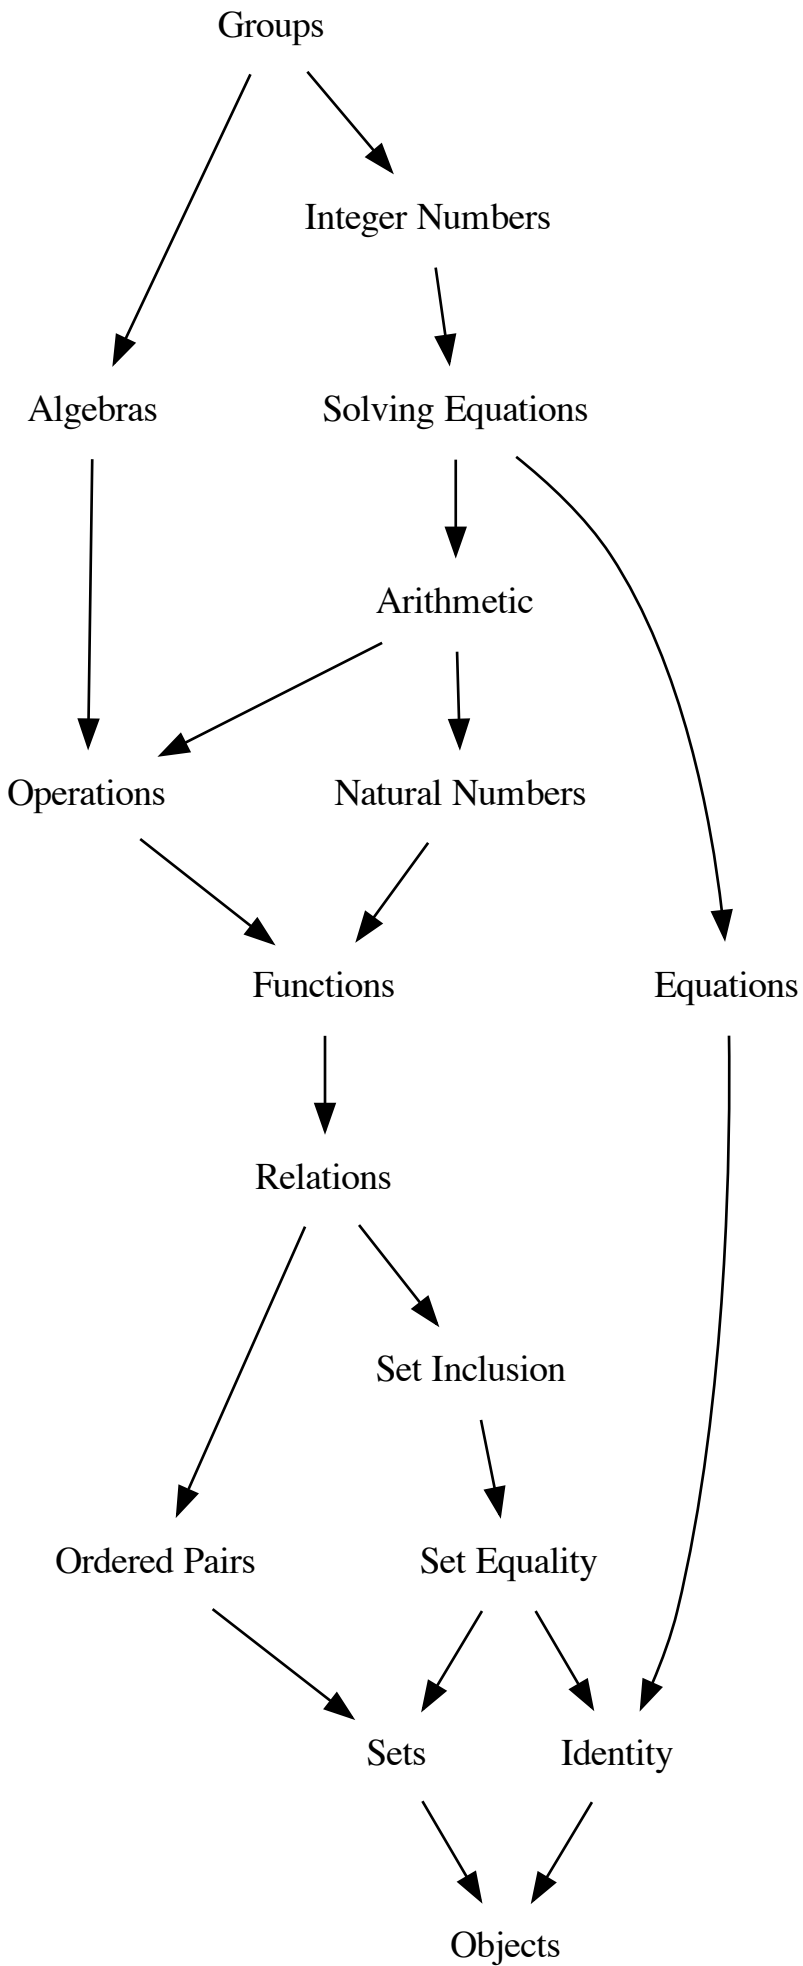 Groups
Integer Numbers
Algebras
Solving Equations
Arithmetic
Operations
Natural Numbers
Functions
Equations
Relations
Set Inclusion
Ordered Pairs
Set Equality
Sets
Identity
Objects